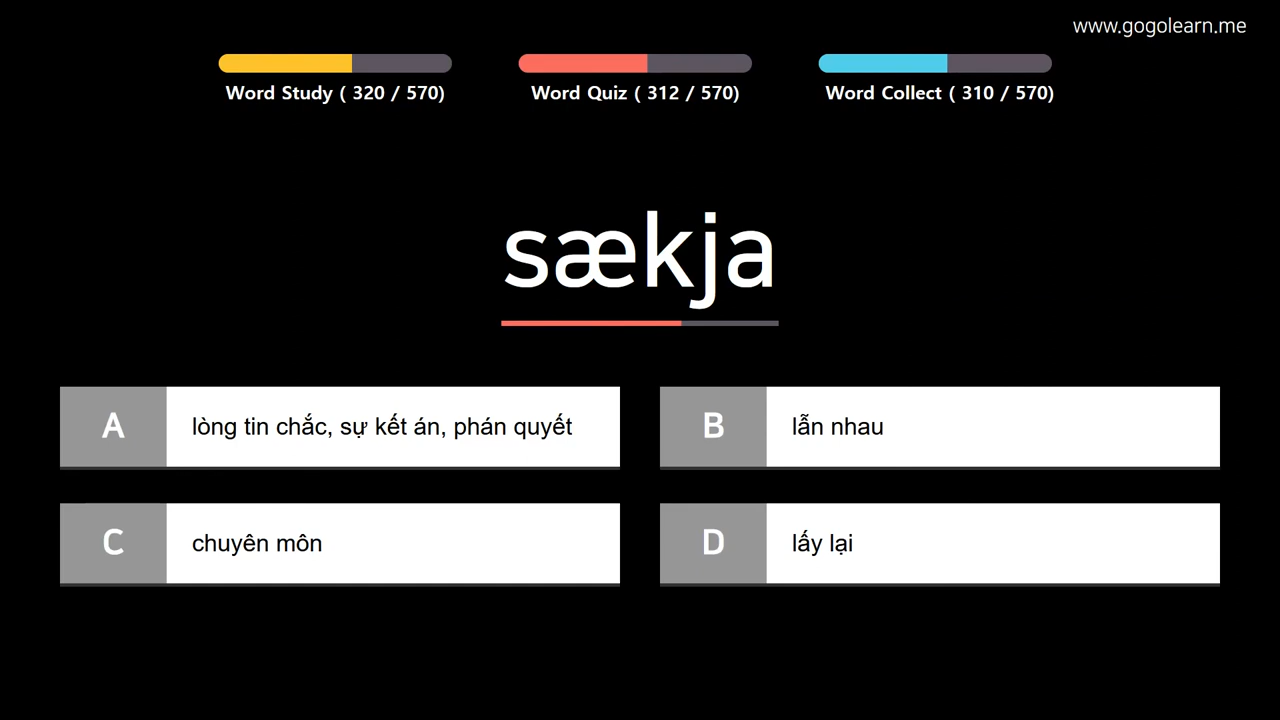 www.gogolearn.me
Word Study ( 320 / 570)
Word Quiz ( 312 / 570)
Word Collect ( 310 / 570)
sækja
A
lòng tin chắc, sự kết án, phán quyết
B
lẫn nhau
C
chuyên môn
D
lấy lại